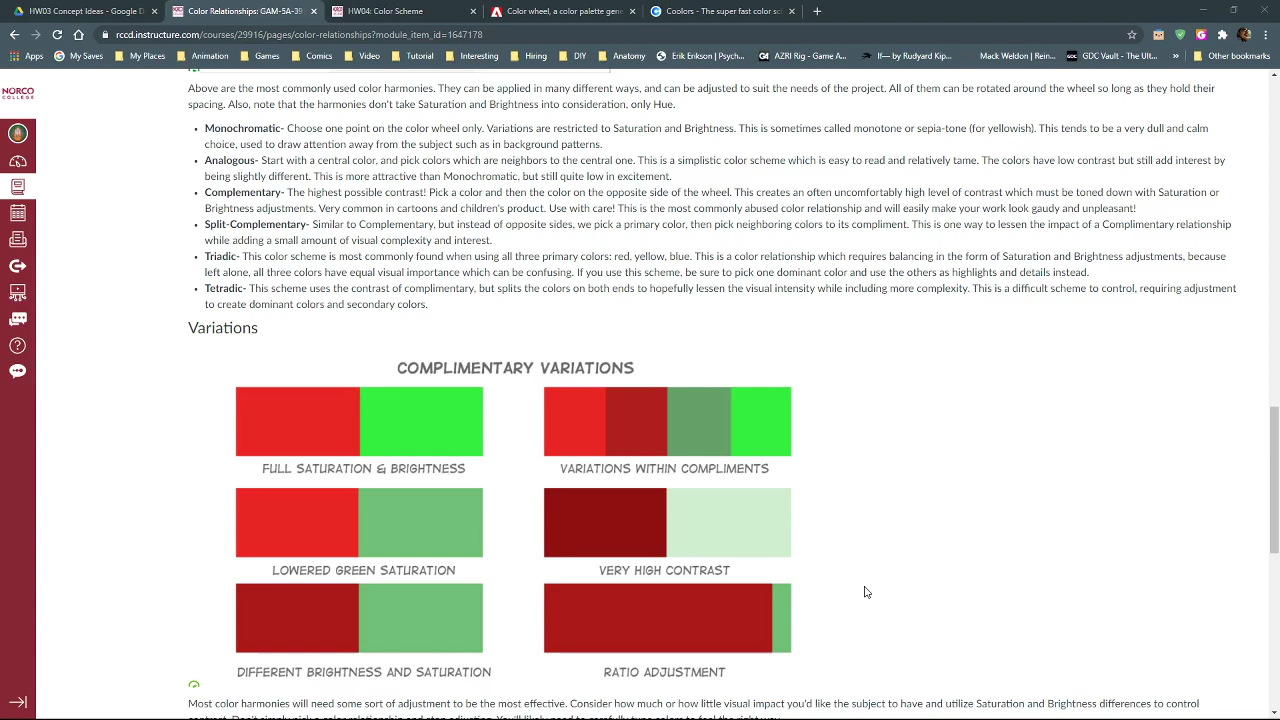 HW03 Concept Ideas - Google D
Color Relationships: GAM-5A-39
HW04: Color Scheme
Color wheel, a color palette gene
Coolors - The super fast color sc
rccd.instructure.com/courses/29916/pages/color-relationships?module_item_id=1647178
Apps My Saves My Places Animation Games Comics Video Tutorial Interesting Hiring DIY Anatomy Erik Erikson | Psych... AZRI Rig - Game A... If— by Rudyard Kip... Mack Weldon | Rein... GDC Vault - The Ult... » Other bookmarks
NORCO
COLLEGE
Above are the most commonly used color harmonies. They can be applied in many different ways, and can be adjusted to suit the needs of the project. All of them can be rotated around the wheel so long as they hold their
spacing. Also, note that the harmonies don't take Saturation and Brightness into consideration, only Hue.
Monochromatic- Choose one point on the color wheel only. Variations are restricted to Saturation and Brightness. This is sometimes called monotone or sepia-tone (for yellowish). This tends to be a very dull and calm
choice, used to draw attention away from the subject such as in background patterns.
Analogous- Start with a central color, and pick colors which are neighbors to the central one. This is a simplistic color scheme which is easy to read and relatively tame. The colors have low contrast but still add interest by
being slightly different. This is more attractive than Monochromatic, but still quite low in excitement.
Complementary- The highest possible contrast! Pick a color and then the color on the opposite side of the wheel. This creates an often uncomfortably high level of contrast which must be toned down with Saturation or
Brightness adjustments. Very common in cartoons and children's product. Use with care! This is the most commonly abused color relationship and will easily make your work look gaudy and unpleasant!
Split-Complementary- Similar to Complementary, but instead of opposite sides, we pick a primary color, then pick neighboring colors to its compliment. This is one way to lessen the impact of a Complimentary relationship
while adding a small amount of visual complexity and interest.
Triadic- This color scheme is most commonly found when using all three primary colors: red, yellow, blue. This is a color relationship which requires balancing in the form of Saturation and Brightness adjustments, because
left alone, all three colors have equal visual importance which can be confusing. If you use this scheme, be sure to pick one dominant color and use the others as highlights and details instead.
Tetradic- This scheme uses the contrast of complimentary, but splits the colors on both ends to hopefully lessen the visual intensity while including more complexity. This is a difficult scheme to control, requiring adjustment
to create dominant colors and secondary colors.
Variations
COMPLIMENTARY VARIATIONS
FULL SATURATION & BRIGHTNESS
VARIATIONS WITHIN COMPLIMENTS
LOWERED GREEN SATURATION
VERY HIGH CONTRAST
DIFFERENT BRIGHTNESS AND SATURATION
RATIO ADJUSTMENT
Most color harmonies will need some sort of adjustment to be the most effective. Consider how much or how little visual impact you'd like the subject to have and utilize Saturation and Brightness differences to control